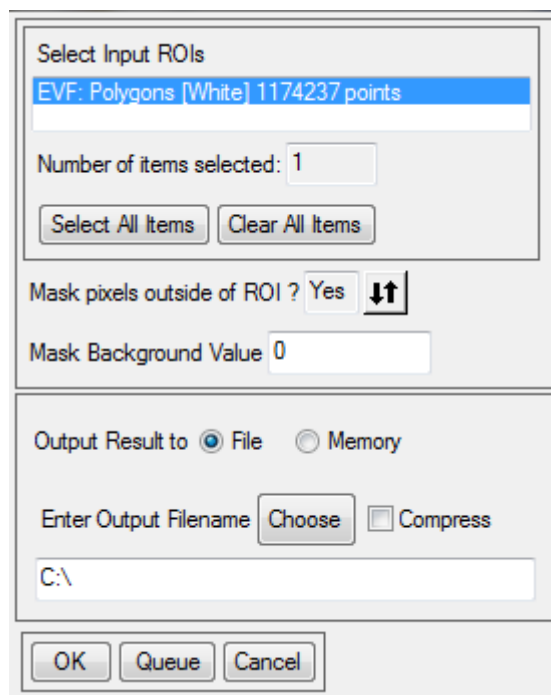 Select Input ROIs
EVF: Polygons [White] 1174237 points
Number of items selected: 1
Select All Items Clear All Items
Mask pixels outside of ROI ? Yes
Mask Background Value 0
Output Result to File Memory
Enter Output Filename Choose Compress
C:\
OK Queue Cancel